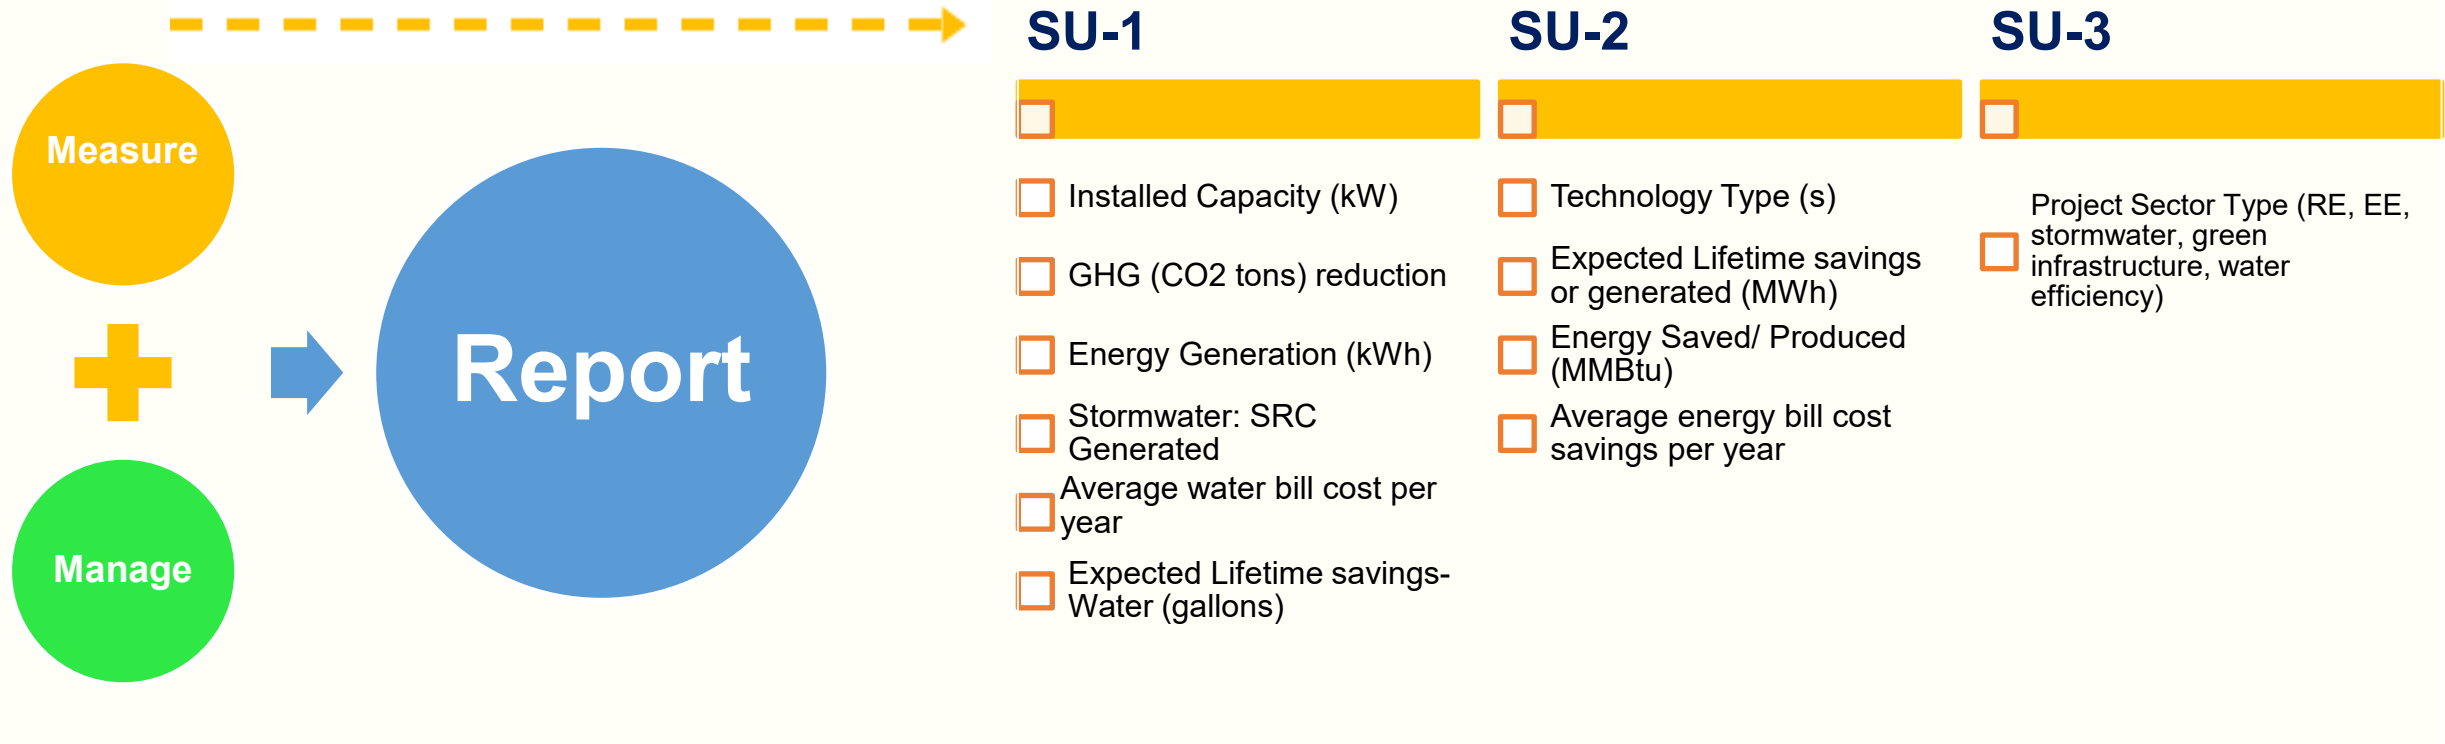 Measure
Manage
Report
SU-1
Installed Capacity (kW)
GHG (CO2 tons) reduction
Energy Generation (kWh)
Stormwater: SRC
Generated
Average water bill cost per
year
Expected Lifetime savings-
Water (gallons)
SU-2
Technology Type (s)
Expected Lifetime savings
or generated (MWh)
Energy Saved/ Produced
(MMBtu)
Average energy bill cost
savings per year
SU-3
Project Sector Type (RE, EE,
stormwater, green
infrastructure, water
efficiency)